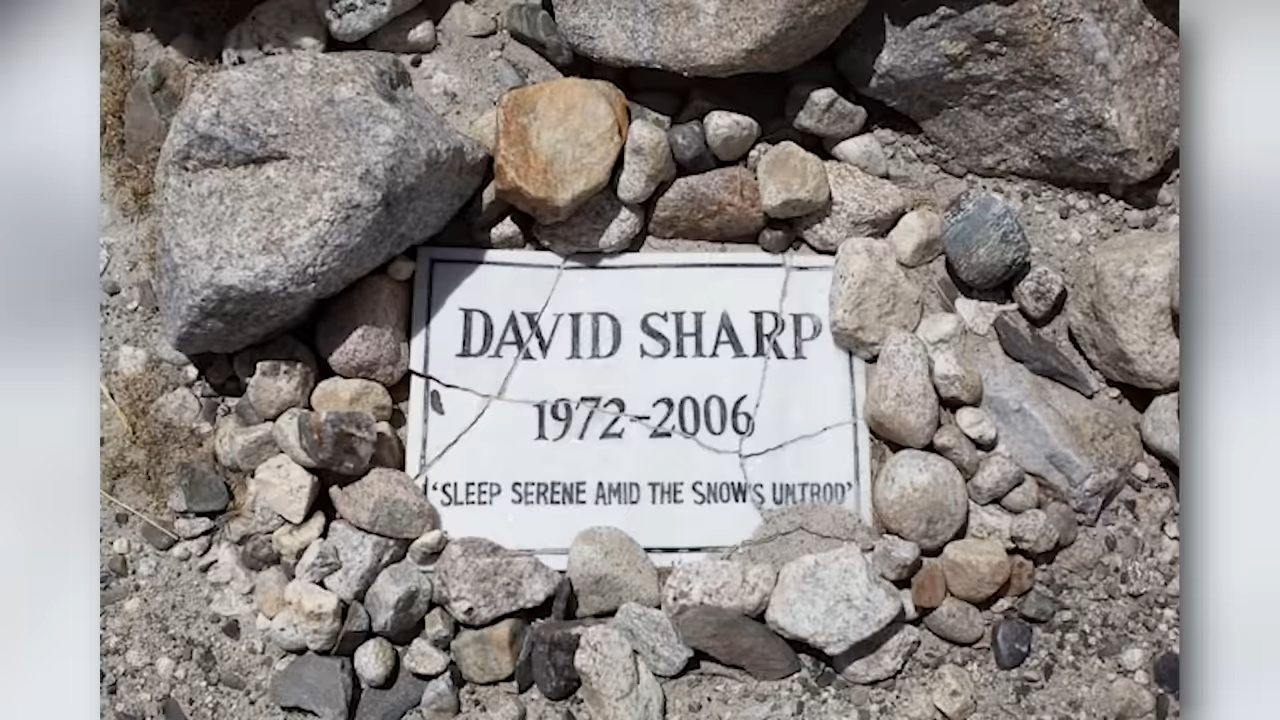 DAVID SHARP
1972-2006
'SLEEP SERENE AMID THE SNOWS UNTROD'